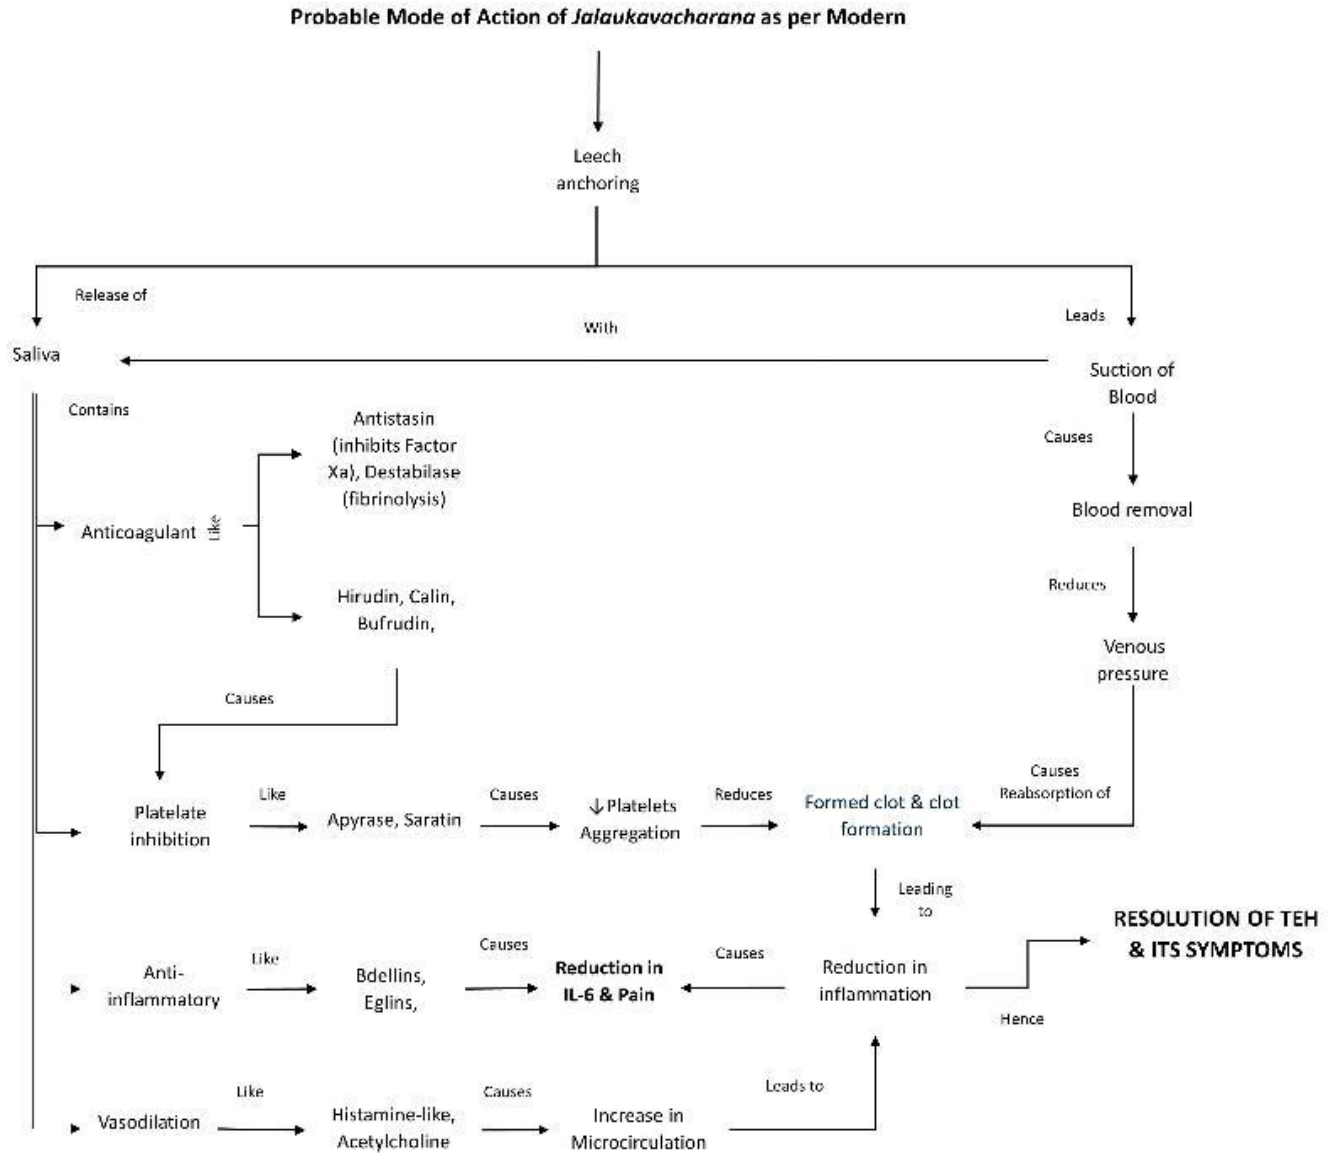 Probable Mode of Action of Jalaukavacharana as per Modern
Leech
anchoring
Release of
Leads
With
Saliva
Suction of
Blood
Contains
Causes
Antistasin
(inhibits Factor
Xa), Destabilase
(fibrinolysis)
Anticoagulant
Like
Blood removal
Hirudin, Calin,
Bufrudin,
Reduces
Venous
pressure
Causes
Causes
Reabsorption of
Platelate
inhibition
Like
Apyrase, Saratin
Causes
↓Platelets
Aggregation
Reduces
Formed clot & clot
formation
Leading
to
RESOLUTION OF TEH
& ITS SYMPTOMS
Anti-
inflammatory
Like
Bdellins,
Eglins,
Causes
Reduction in
IL-6 & Pain
Causes
Reduction in
inflammation
Hence
Vasodilation
Like
Histamine-like,
Acetylcholine
Causes
Increase in
Microcirculation
Leads to